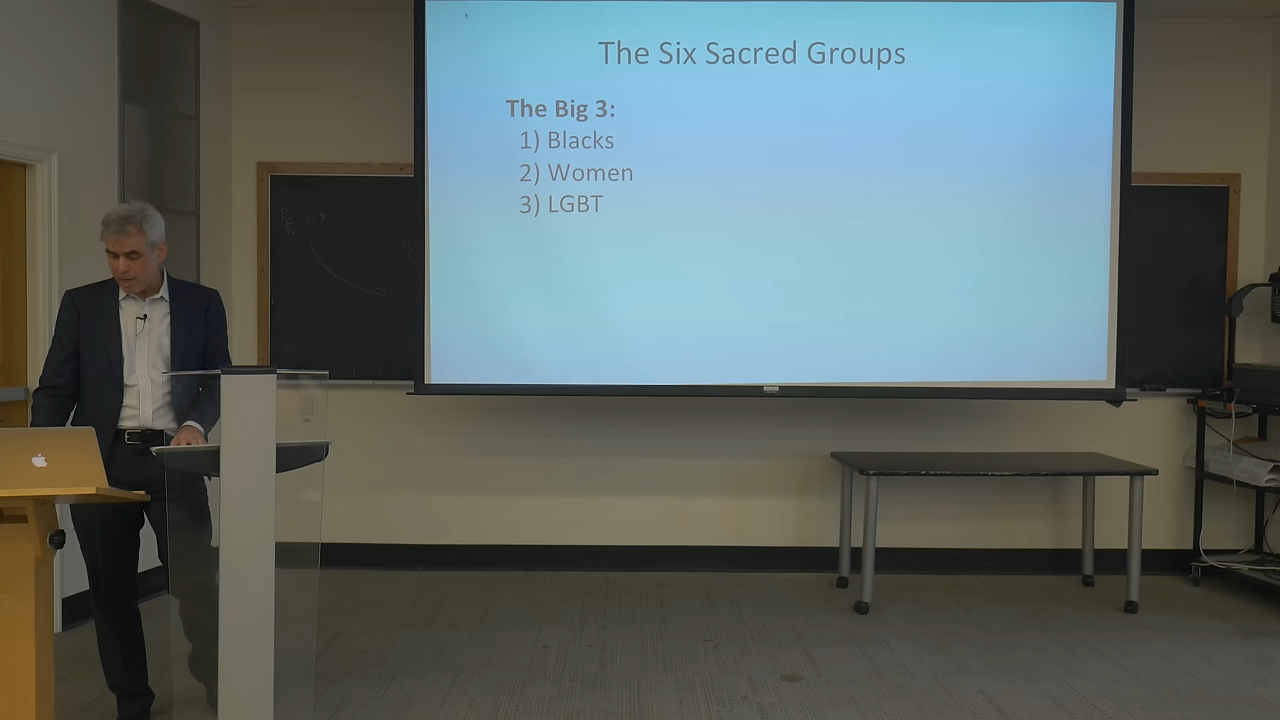 The Six Sacred Groups
The Big 3:
1) Blacks
2) Women
3) LGBT